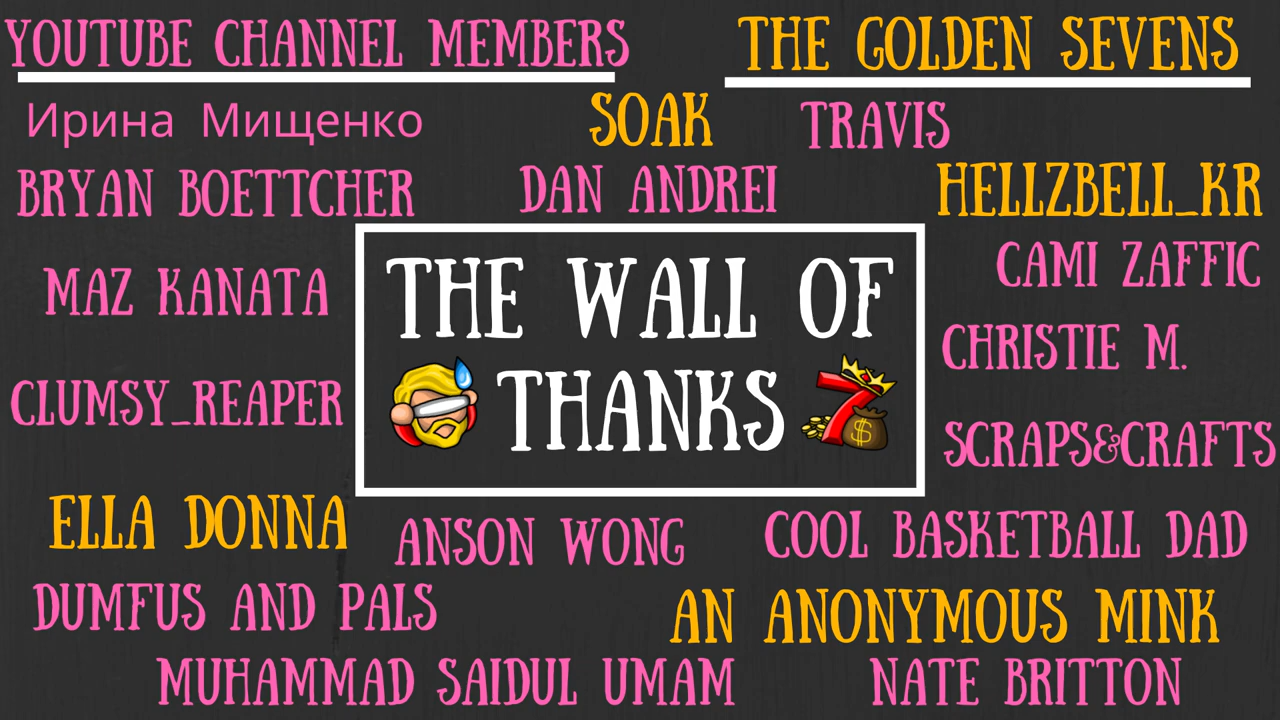 YOUTUBE CHANNEL MEMBERS
THE GOLDEN SEVENS
Ирина Мищенко
SOAK
TRAVIS
BRYAN BOETTCHER
DAN ANDREI
HELLZBELL_KR
MAZ KANATA
THE WALL OF
THANKS
CAMI ZAFFIC
CHRISTIE M.
CLUMSY_REAPER
SCRAPS&CRAFTS
ELLA DONNA
ANSON WONG
COOL BASKETBALL DAD
DUMFUS AND PALS
AN ANONYMOUS MINK
MUHAMMAD SAIDUL UMAM
NATE BRITTON